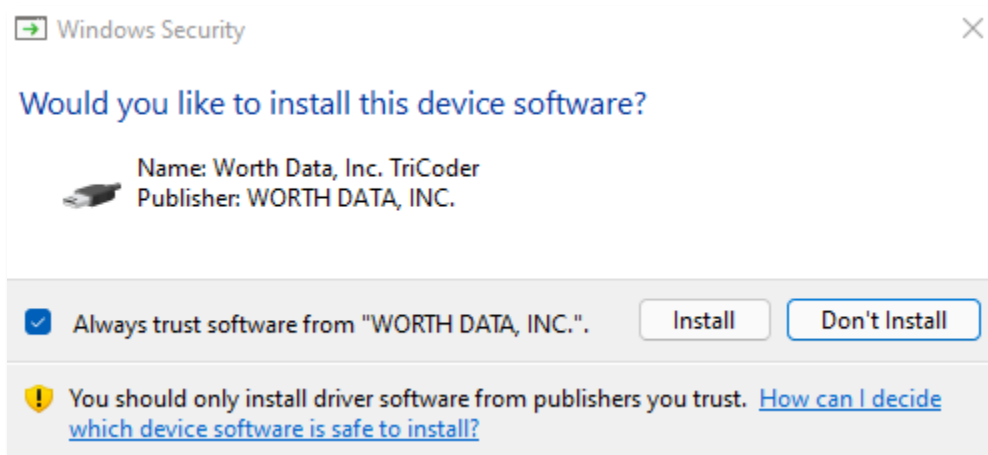 Windows Security
Would you like to install this device software?
Name: Worth Data, Inc. TriCoder
Publisher: WORTH DATA, INC.
Always trust software from "WORTH DATA, INC.".
Install
Don't Install
You should only install driver software from publishers you trust. How can I decide
which device software is safe to install?